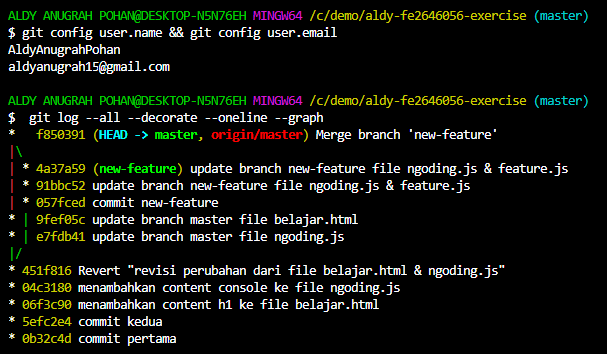 ALDY ANUGRAH POHAN@DESKTOP-N5N76EH MINGW64 /c/demo/aldy-fe2646056-exercise (master)
$ git config user.name && git config user.email
AldyAnugrahPohan
aldyanugrah15@gmail.com

ALDY ANUGRAH POHAN@DESKTOP-N5N76EH MINGW64 /c/demo/aldy-fe2646056-exercise (master)
$  git log --all --decorate --oneline --graph
*   f850391 (HEAD -> master, origin/master) Merge branch 'new-feature'
|\
| * 4a37a59 (new-feature) update branch new-feature file ngoding.js & feature.js
| * 91bbc52 update branch new-feature file ngoding.js & feature.js
| * 057fced commit new-feature
* | 9fef05c update branch master file belajar.html
* | e7fdb41 update branch master file ngoding.js
|/
* 451f816 Revert "revisi perubahan dari file belajar.html & ngoding.js"
* 04c3180 menambahkan content console ke file ngoding.js
* 06f3c90 menambahkan content h1 ke file belajar.html
* 5efc2e4 commit kedua
* 0b32c4d commit pertama